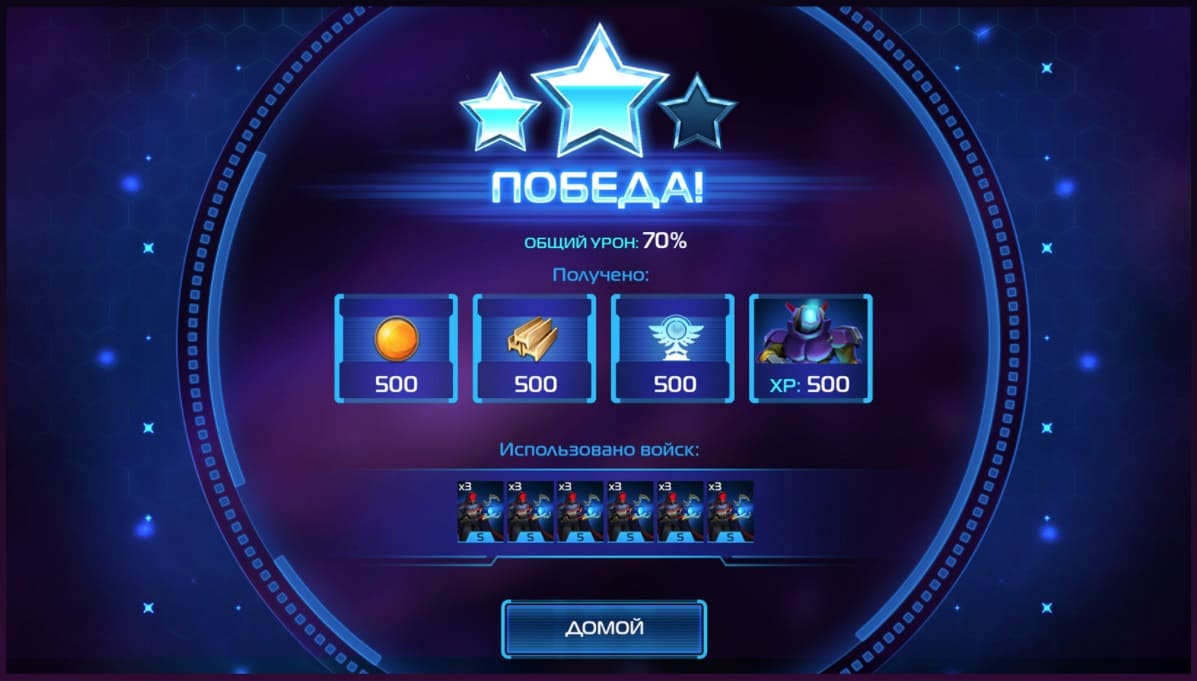 ПОБЕДА!
ОБЩИЙ УРОН: 70%
Получено:
500 500 500 XP: 500
Использовано войск:
x3 x3 x3 x3 x3 x3
5 5 5 5 5 5
ДОМОЙ